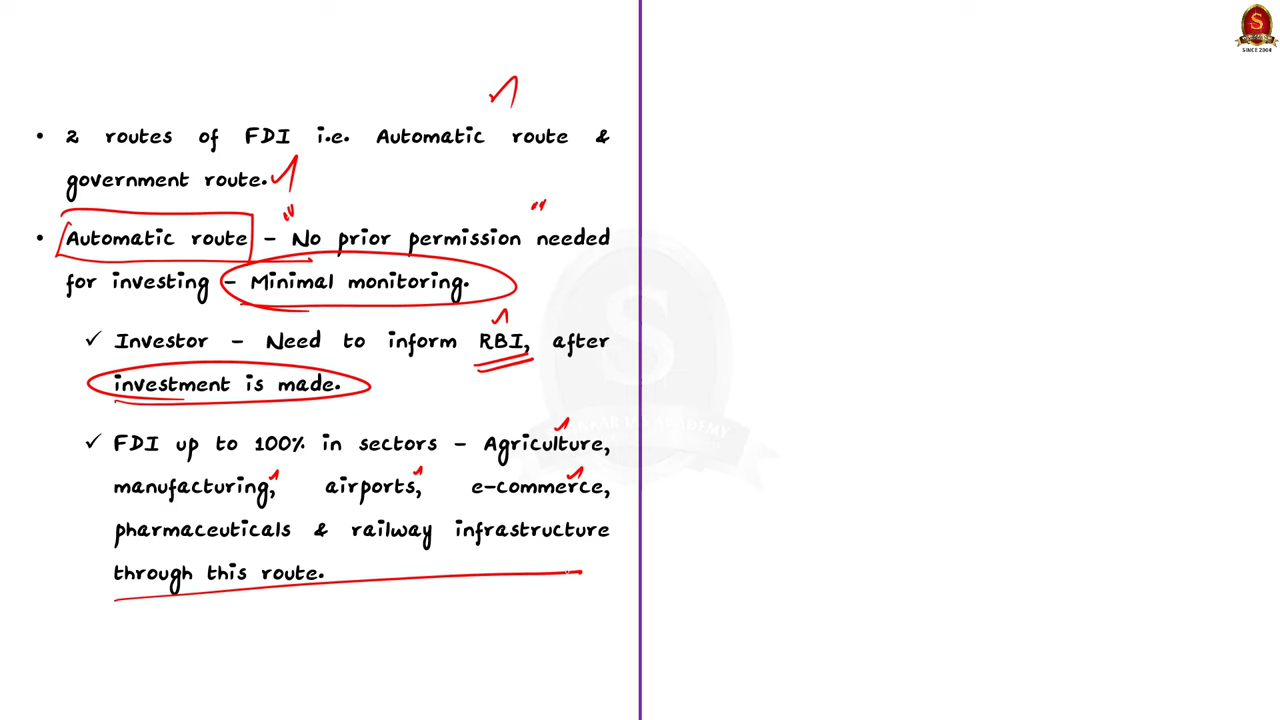 • 2 routes of FDI i.e. Automatic route &
government route.
• Automatic route - "No prior permission" needed
for investing - Minimal monitoring.
✓ Investor - Need to inform RBI, after
investment is made.
✓ FDI up to 100% in sectors - Agriculture,
manufacturing, airports, e-commerce,
pharmaceuticals & railway infrastructure
through this route.
S
SINCE 2004